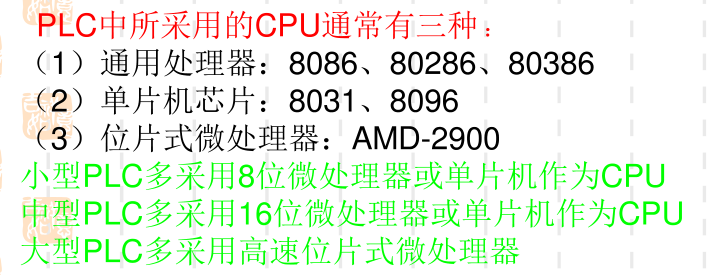 PLC中所采用的CPU通常有三种：
（1）通用处理器：8086、80286、80386
（2）单片机芯片：8031、8096
（3）位片式微处理器：AMD-2900
小型PLC多采用8位微处理器或单片机作为CPU
中型PLC多采用16位微处理器或单片机作为CPU
大型PLC多采用高速位片式微处理器